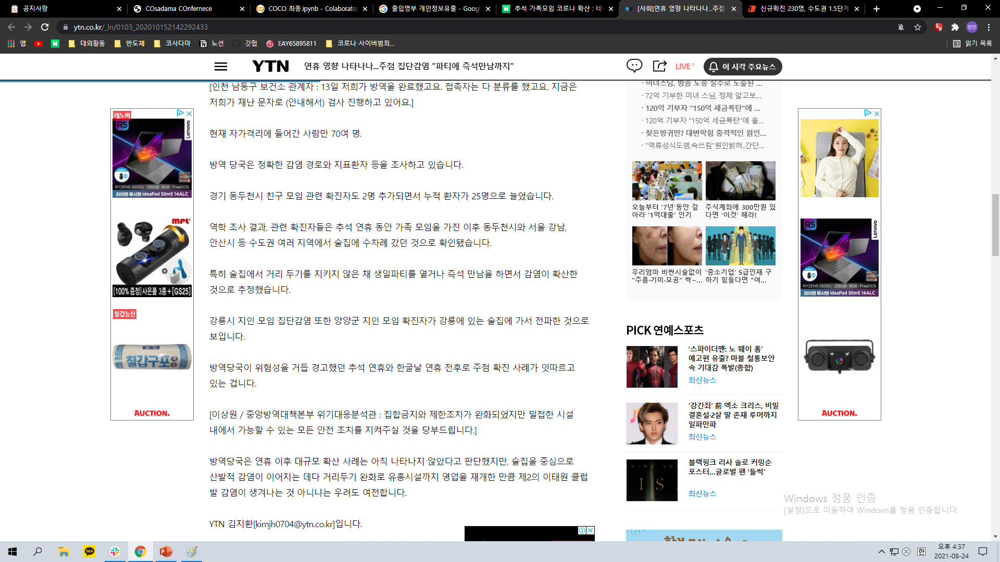 공지사항
COsadama COnfernece
COCO 최종.ipynb - Colaborato
출입명부 개인정보유출 - Goog
추석 가족모임 코로나 확산 : 네
[사회]연휴 영향 나타나나...주점
신규확진 230명, 수도권 1.5단계
ytn.co.kr/_ln/0103_202010152142292433
정민
앱
대외활동
반도체
코사다마
노션
깃헙
EAY65895811
코로나 사이버범죄...
읽기 목록
YTN
연휴 영향 나타나나...주점 집단감염 "파티에 즉석만남까지"
LIVE
이 시각 주요뉴스
[인천 남동구 보건소 관계자 : 13일 저희가 방역을 완료했고요. 접촉자는 다 분류를 했고요. 지금은
저희가 재난 문자로 (안내해서) 검사 진행하고 있어요.]
현재 자가격리에 들어간 사람만 70여 명.
방역 당국은 정확한 감염 경로와 지표환자 등을 조사하고 있습니다.
경기 동두천시 친구 모임 관련 확진자도 2명 추가되면서 누적 환자가 25명으로 늘었습니다.
역학 조사 결과, 관련 확진자들은 추석 연휴 동안 가족 모임을 가진 이후 동두천시와 서울 강남,
안산시 등 수도권 여러 지역에서 술집에 수차례 갔던 것으로 확인됐습니다.
특히 술집에서 거리 두기를 지키지 않은 채 생일파티를 열거나 즉석 만남을 하면서 감염이 확산한
것으로 추정했습니다.
강릉시 지인 모임 집단감염 또한 양양군 지인 모임 확진자가 강릉에 있는 술집에 가서 전파한 것으로
보입니다.
방역당국이 위험성을 거듭 경고했던 추석 연휴와 한글날 연휴 전후로 주점 확진 사례가 잇따르고
있는 겁니다.
[이상원 / 중앙방역대책본부 위기대응분석관 : 집합금지와 제한조치가 완화되었지만 밀접한 시설
내에서 가능할 수 있는 모든 안전 조치를 지켜주실 것을 당부드립니다.]
방역당국은 연휴 이후 대규모 확산 사례는 아직 나타나지 않았다고 판단했지만, 술집을 중심으로
산발적 감염이 이어지는 데다 거리두기 완화로 유흥시설까지 영업을 재개한 만큼 제2의 이태원 클럽
발 감염이 생겨나는 것 아니냐는 우려도 여전합니다.
YTN 김지환[kimjh0704@ytn.co.kr]입니다.
레노버
R5
Lenovo
RYZEN5 5500U | 256GB | 8GB | FreeDOS
라이젠 루시엔 ideaPad Slim5 14ALC
MPL
[100%증정]사은품 3종+[GS25]
칠갑농산
칠갑구포
AUCTION.
· 미녀스님, 방송 도중 실수로 노출된 ...
· 72억 기부한 미녀 스님, 정체 알고보...
· 120억 기부자 "150억 세금폭탄"에 ...
· 120억 기부자 "150억 세금폭탄"에 울...
· 잦은방귀만? 대변막힘 충격적인 원인...
· "역류성식도염,속쓰림"원인밝혀..간단...
오늘부터 '7년'동안 갚
아라 '1억대출' 인기
주식계좌에 300만원 있
다면 '이것' 해라!
우리엄마 비싼시술없이
"주름·기미·모공" 싹~...
'중소기업' S급인재 구
하기 힘들다면 "여...
PICK 연예스포츠
'스파이더맨: 노 웨이 홈'
예고편 유출? 마블 철통보안
속 기대감 폭발(종합)
최신뉴스
'강간죄' 前 엑소 크리스, 비밀
결혼설·2살 딸 존재 루머까지
일파만파
최신뉴스
블랙핑크 리사 솔로 커밍순
포스터...글로벌 팬 '들썩'
최신뉴스
R5
Lenovo
RYZEN5 5500U | 256GB | 8GB | FreeDOS
라이젠 루시엔 ideaPad Slim5 14ALC
AUCTION.
Windows 정품 인증
[설정]으로 이동하여 Windows를 정품 인증합니다.
TALK
한
오후 4:37
2021-08-24